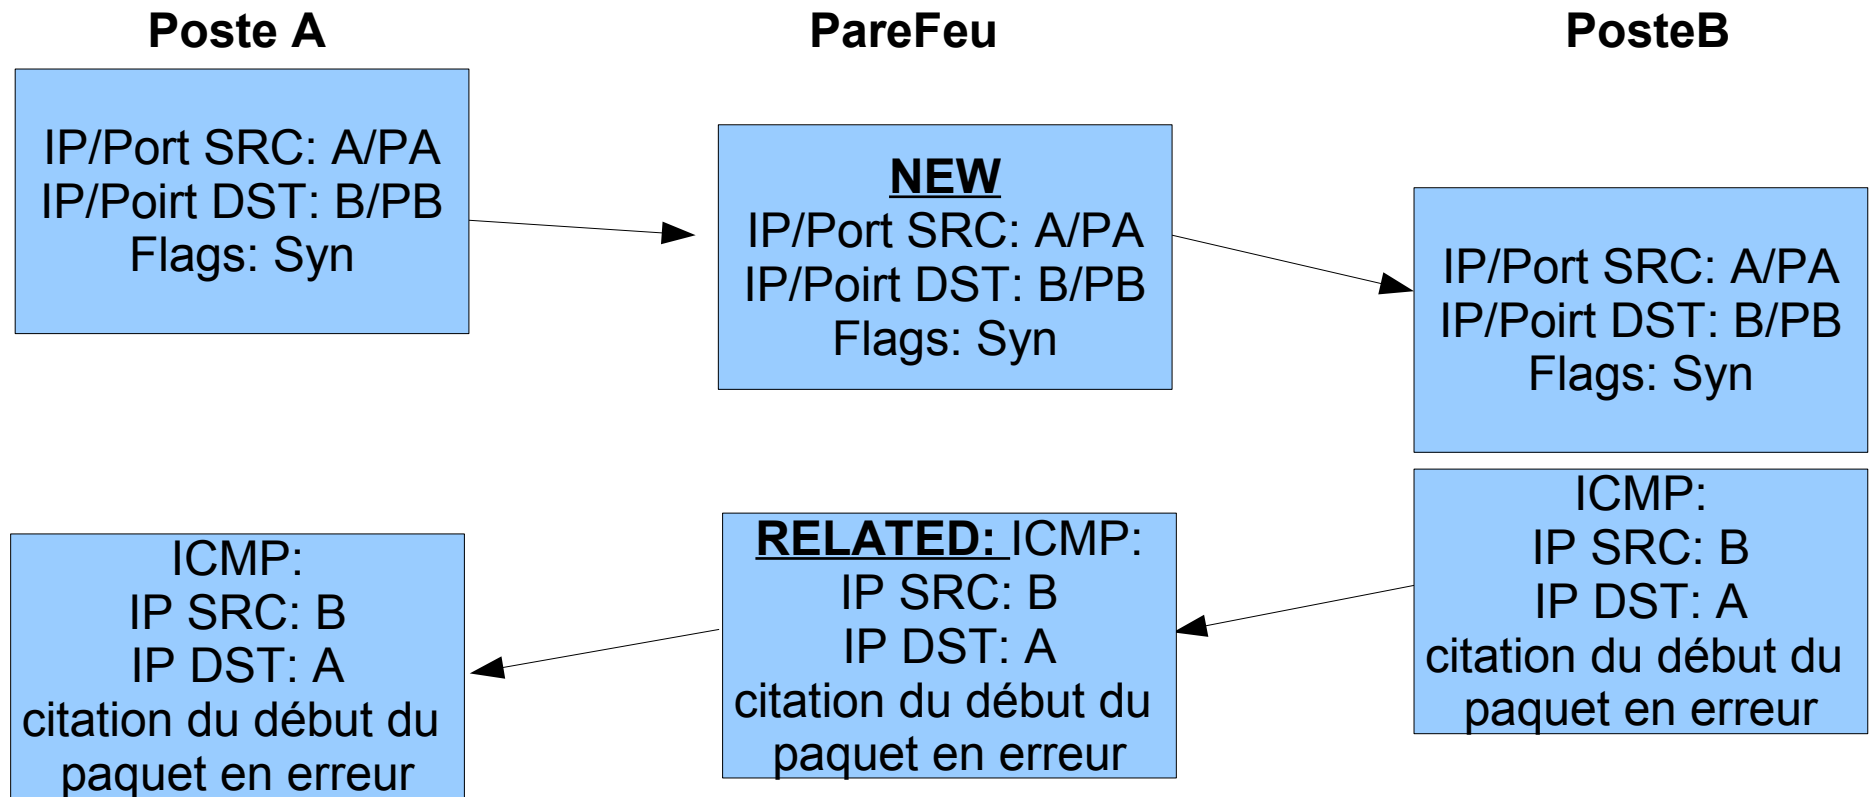 Poste A
PareFeu
PosteB
IP/Port SRC: A/PA
IP/Poirt DST: B/PB
Flags: Syn
NEW
IP/Port SRC: A/PA
IP/Poirt DST: B/PB
Flags: Syn
IP/Port SRC: A/PA
IP/Poirt DST: B/PB
Flags: Syn
ICMP:
IP SRC: B
IP DST: A
citation du début du
paquet en erreur
RELATED: ICMP:
IP SRC: B
IP DST: A
citation du début du
paquet en erreur
ICMP:
IP SRC: B
IP DST: A
citation du début du
paquet en erreur